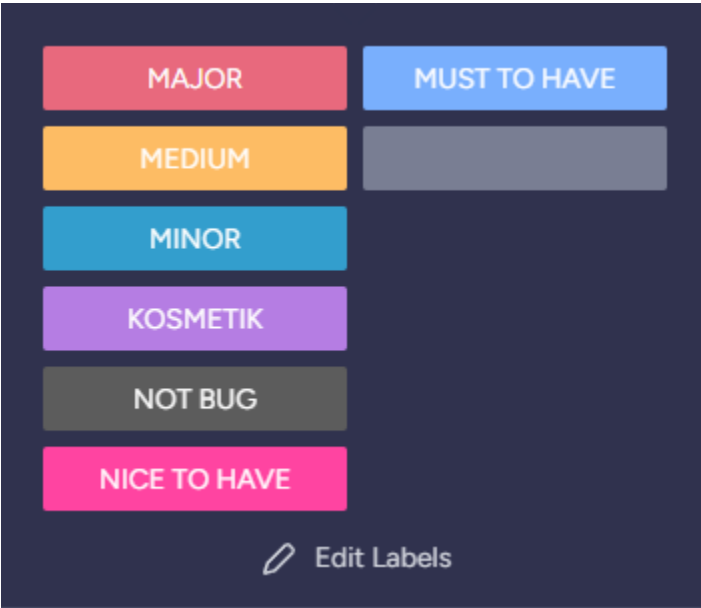 MAJOR
MUST TO HAVE
MEDIUM
MINOR
KOSMETIK
NOT BUG
NICE TO HAVE
Edit Labels